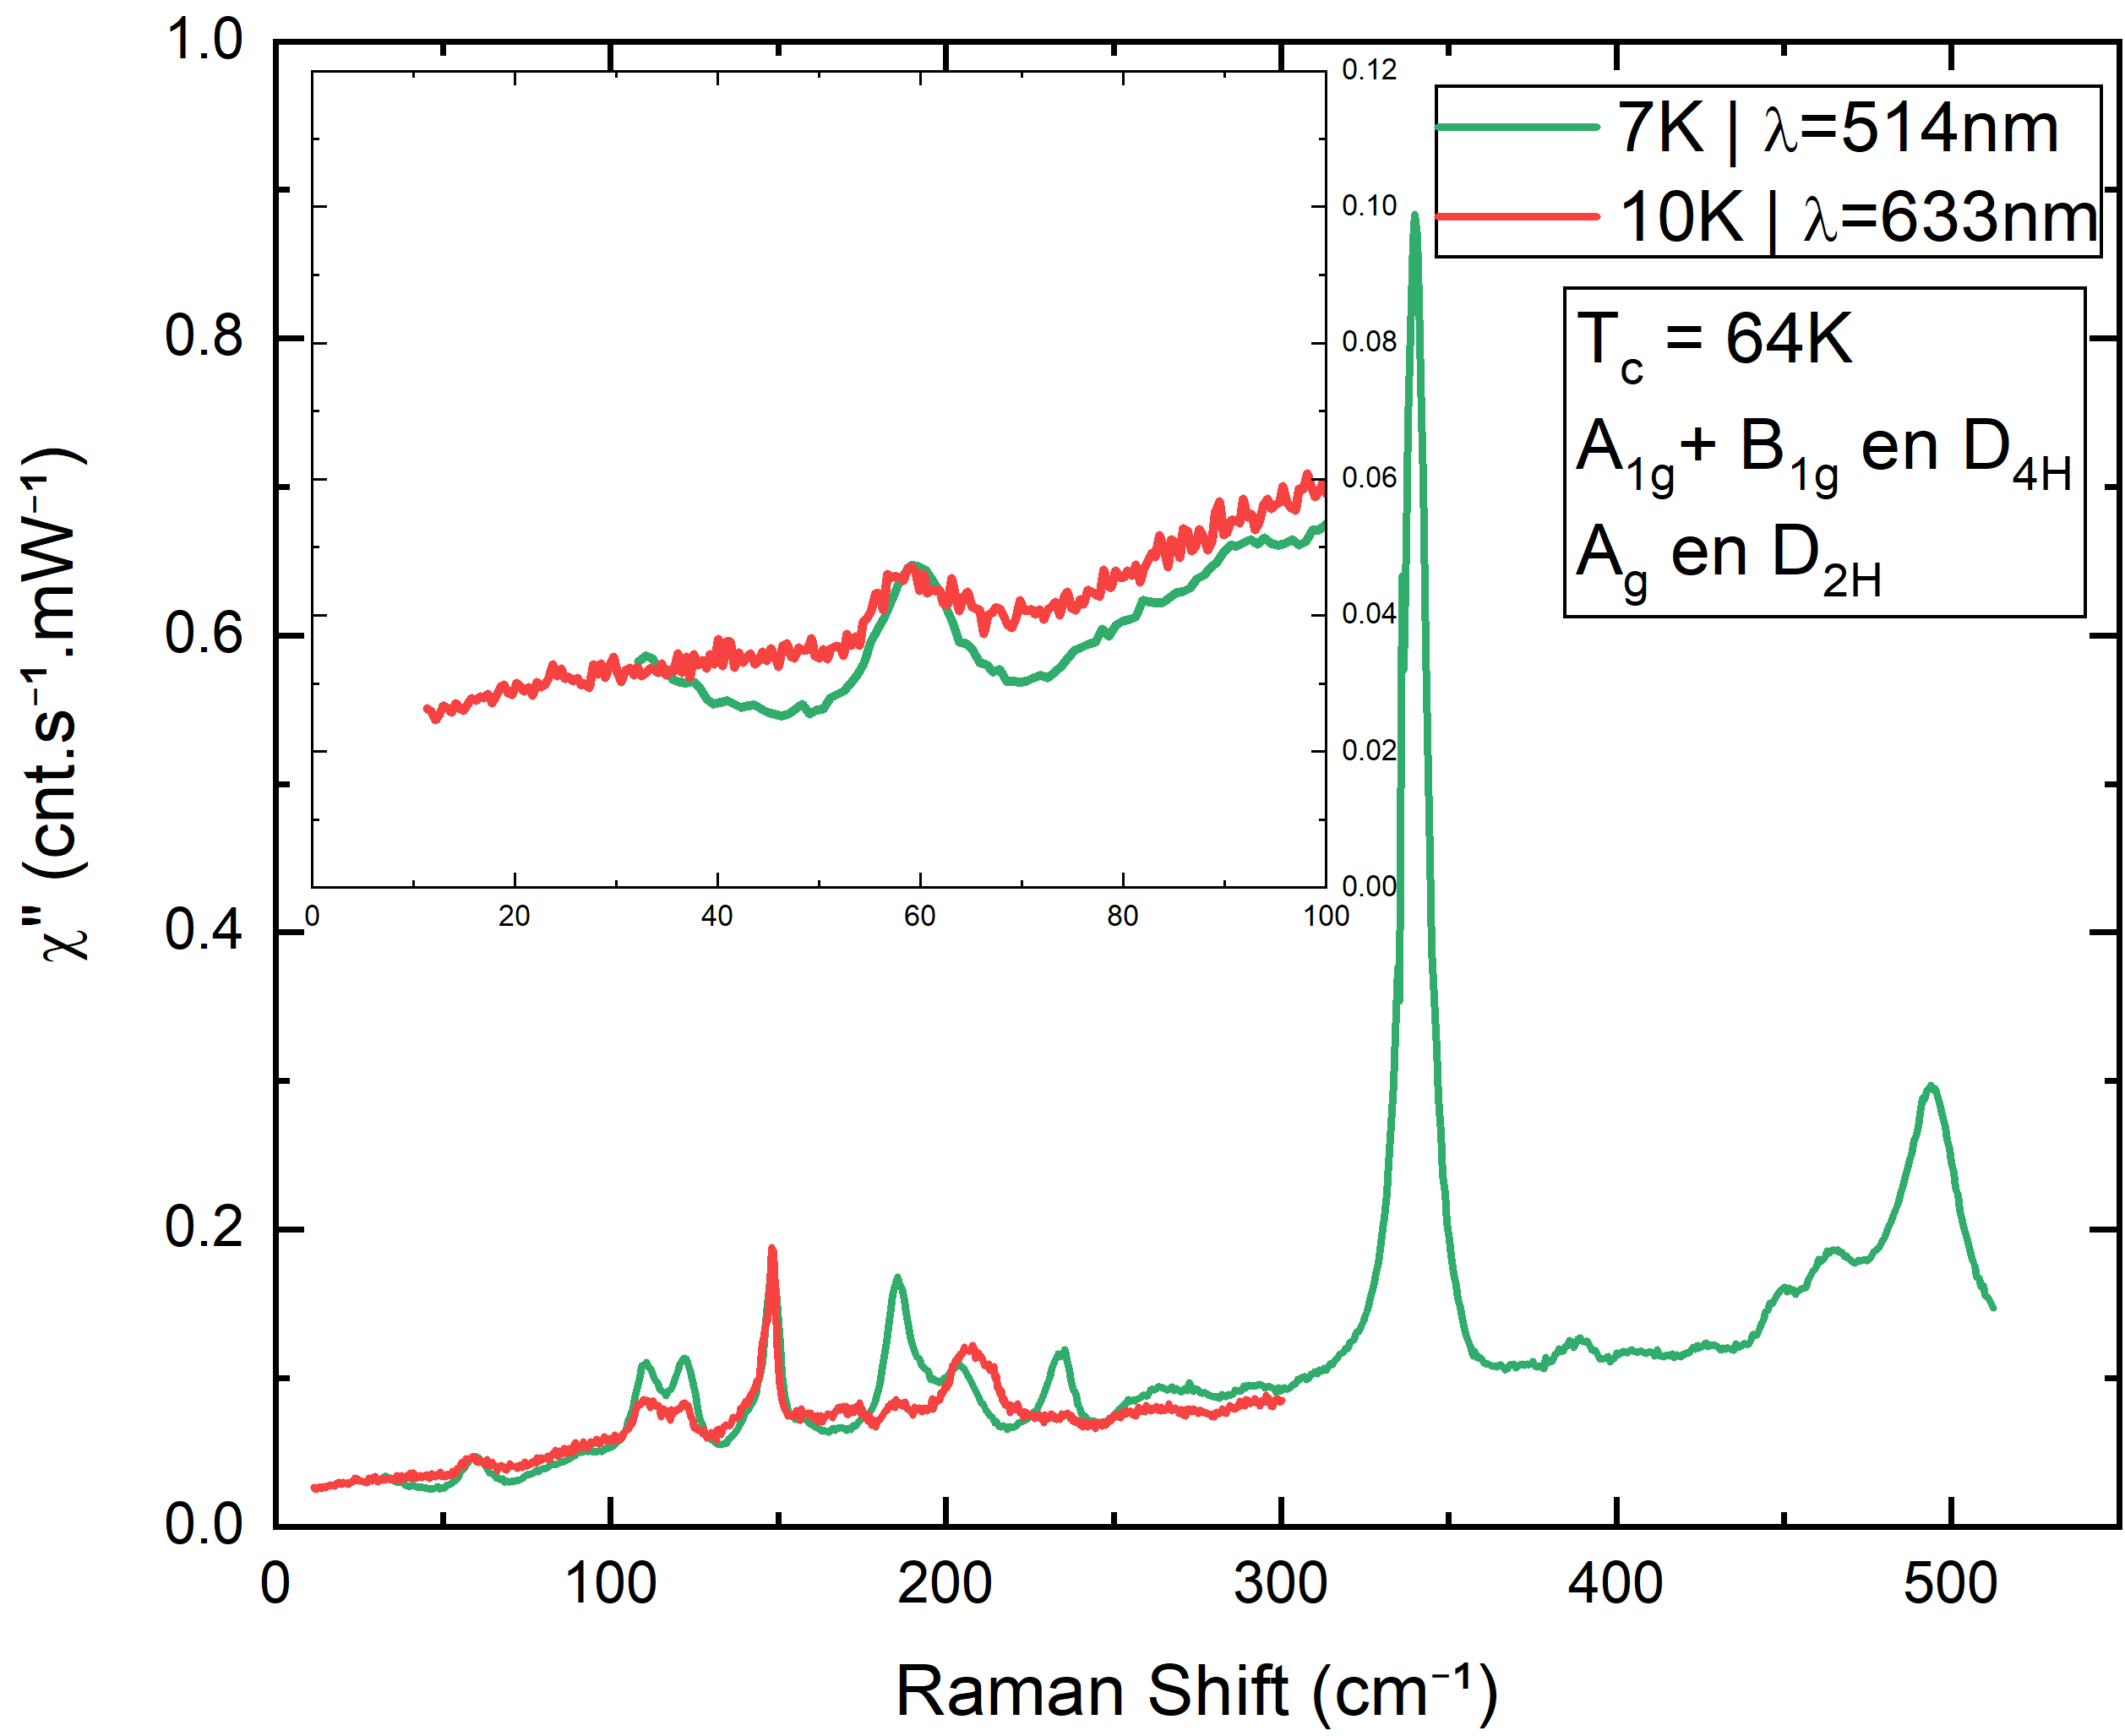 1.0
0.8
0.6
0.4
0.2
0.0
χ" (cnt.s⁻¹.mW⁻¹)
0.12
0.10
0.08
0.06
0.04
0.02
0.00
0 20 40 60 80 100
7K | λ=514nm
10K | λ=633nm
T_c = 64K
A_1g+ B_1g en D_4H
A_g en D_2H
0 100 200 300 400 500
Raman Shift (cm⁻¹)